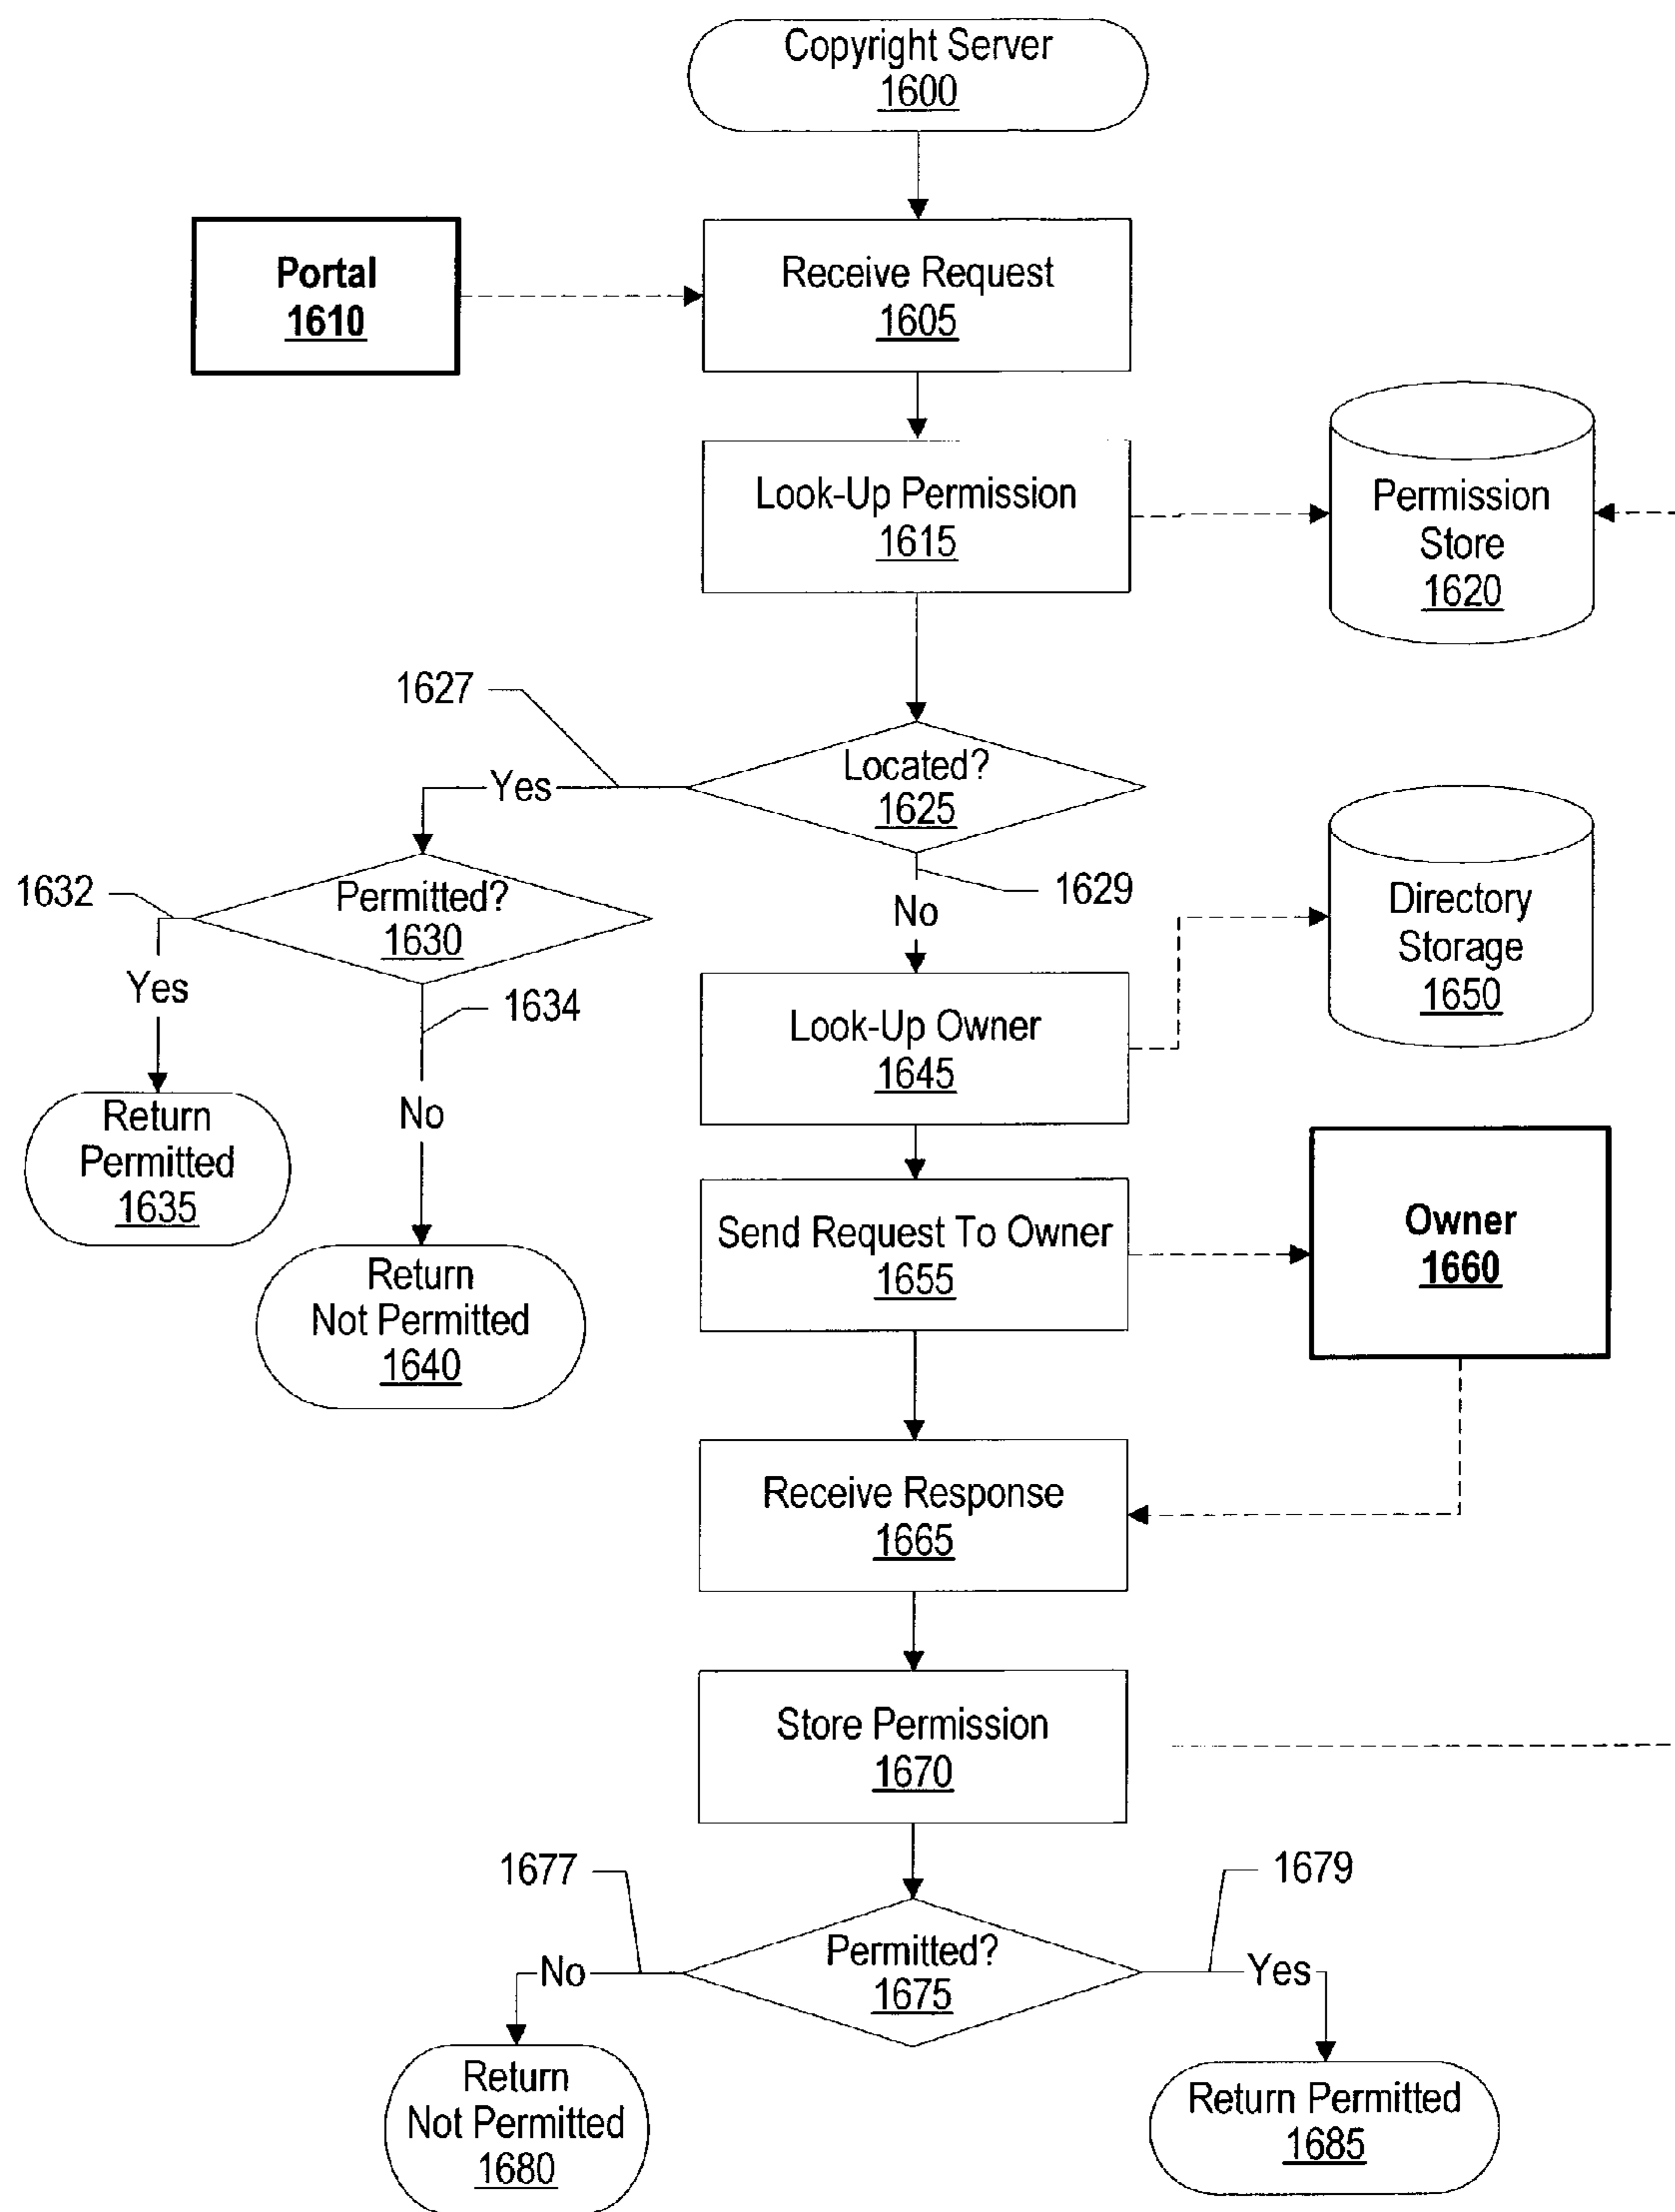 Copyright Server
1600
Portal
1610
Receive Request
1605
Look-Up Permission
1615
Permission
Store
1620
1627
Located?
1625
Yes
1629
No
1632
Permitted?
1630
Yes
1634
No
Directory
Storage
1650
Look-Up Owner
1645
Return
Permitted
1635
Return
Not Permitted
1640
Send Request To Owner
1655
Owner
1660
Receive Response
1665
Store Permission
1670
1677
1679
Permitted?
1675
No
Yes
Return
Not Permitted
1680
Return Permitted
1685